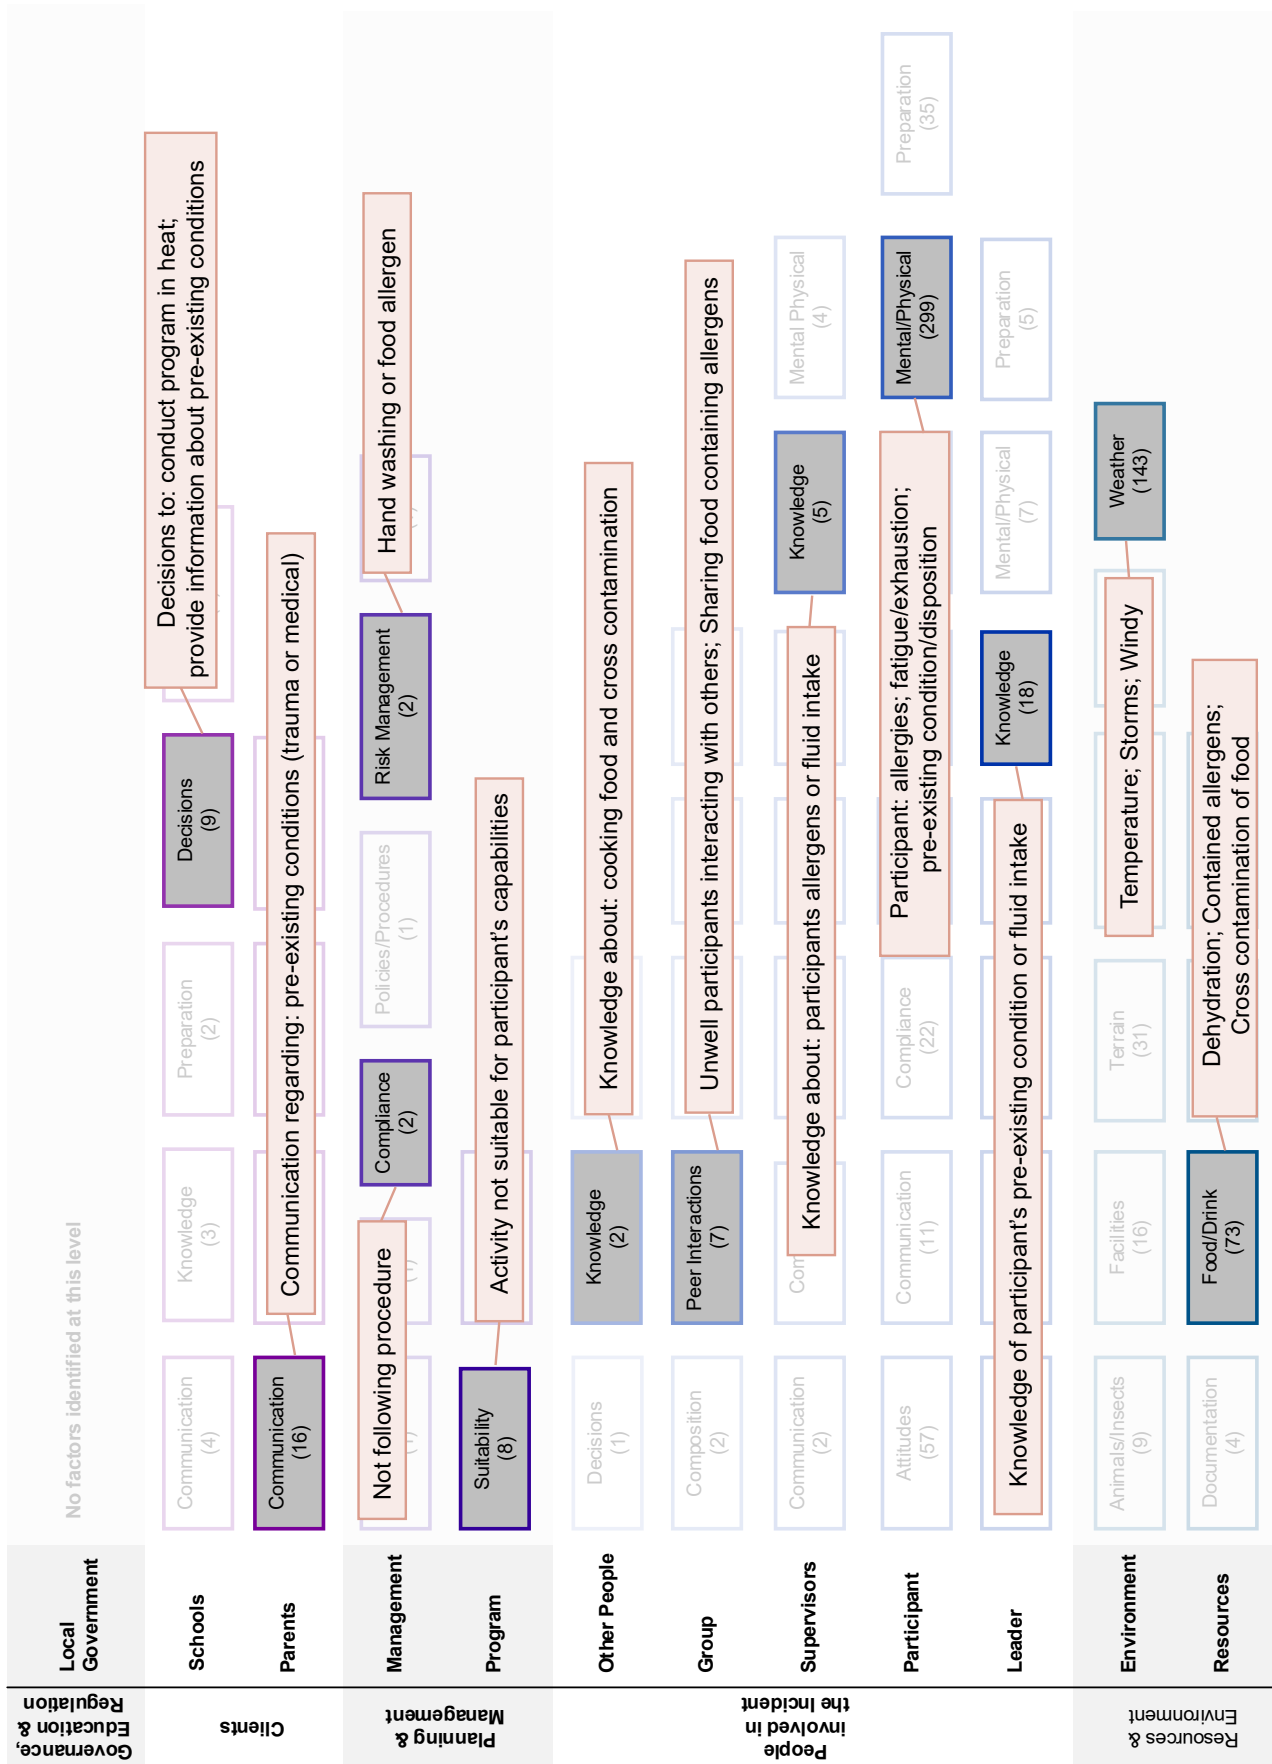 Governance,
Education &
Regulation
Local
Government
No factors identified at this level
Clients
Schools
Communication
(4)
Knowledge
(3)
Preparation
(2)
Decisions
(9)
Decisions to: conduct program in heat;
provide information about pre-existing conditions
Parents
Communication
(16)
Communication regarding: pre-existing conditions (trauma or medical)
Planning &
Management
Management
Not following procedure
Compliance
(2)
Policies/Procedures
(1)
Risk Management
(2)
Hand washing or food allergen
Program
Suitability
(8)
Activity not suitable for participant's capabilities
People
involved in
the Incident
Other People
Decisions
(1)
Knowledge
(2)
Knowledge about: cooking food and cross contamination
Group
Composition
(2)
Peer Interactions
(7)
Unwell participants interacting with others; Sharing food containing allergens
Supervisors
Communication
(2)
Com
Knowledge about: participants allergens or fluid intake
Knowledge
(5)
Mental Physical
(4)
Participant
Attitudes
(57)
Communication
(11)
Compliance
(22)
Participant: allergies; fatigue/exhaustion;
pre-existing condition/disposition
Mental/Physical
(299)
Preparation
(35)
Leader
Knowledge of participant's pre-existing condition or fluid intake
Knowledge
(18)
Mental/Physical
(7)
Preparation
(5)
Resources &
Environment
Environment
Animals/Insects
(9)
Facilities
(16)
Terrain
(31)
Temperature; Storms; Windy
Weather
(143)
Resources
Documentation
(4)
Food/Drink
(73)
Dehydration; Contained allergens;
Cross contamination of food